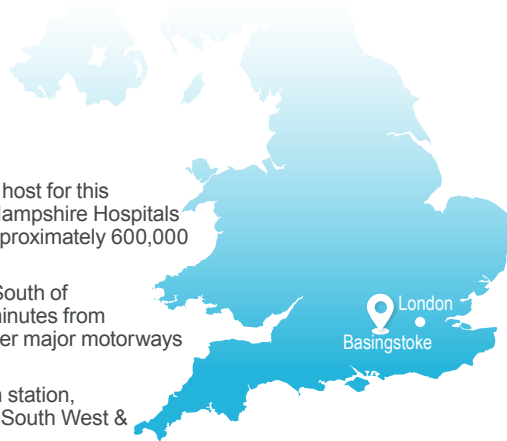 host for this
Hampshire Hospitals
proximately 600,000
South of
minutes from
er major motorways
n station,
South West &
London
Basingstoke